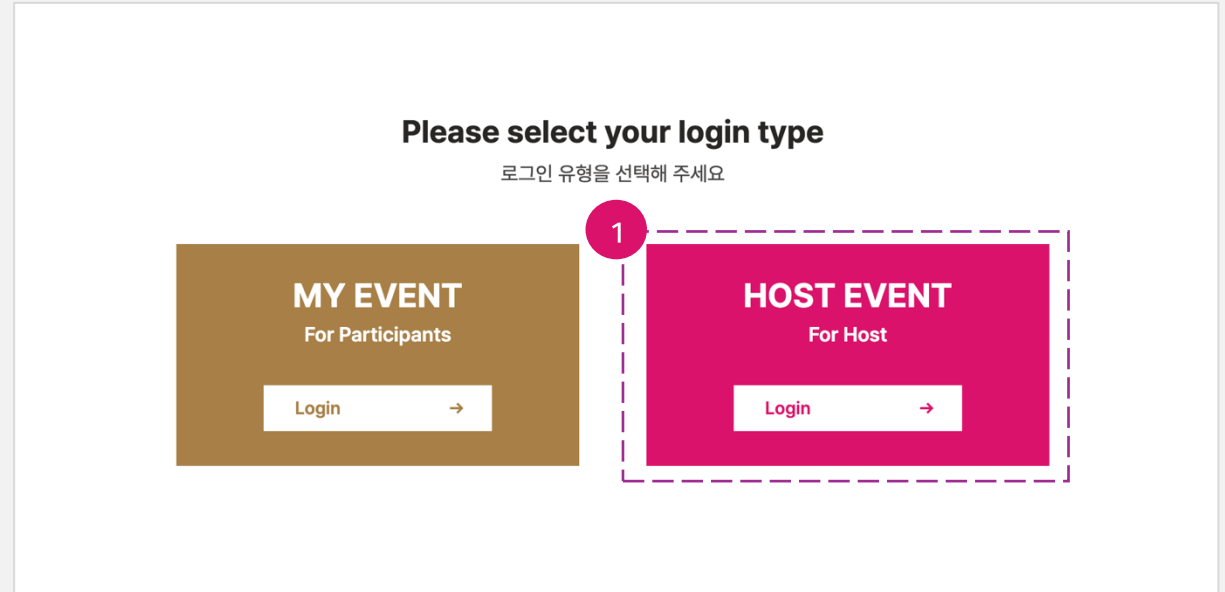 Please select your login type
로그인 유형을 선택해 주세요
1
MY EVENT
For Participants
Login →
HOST EVENT
For Host
Login →